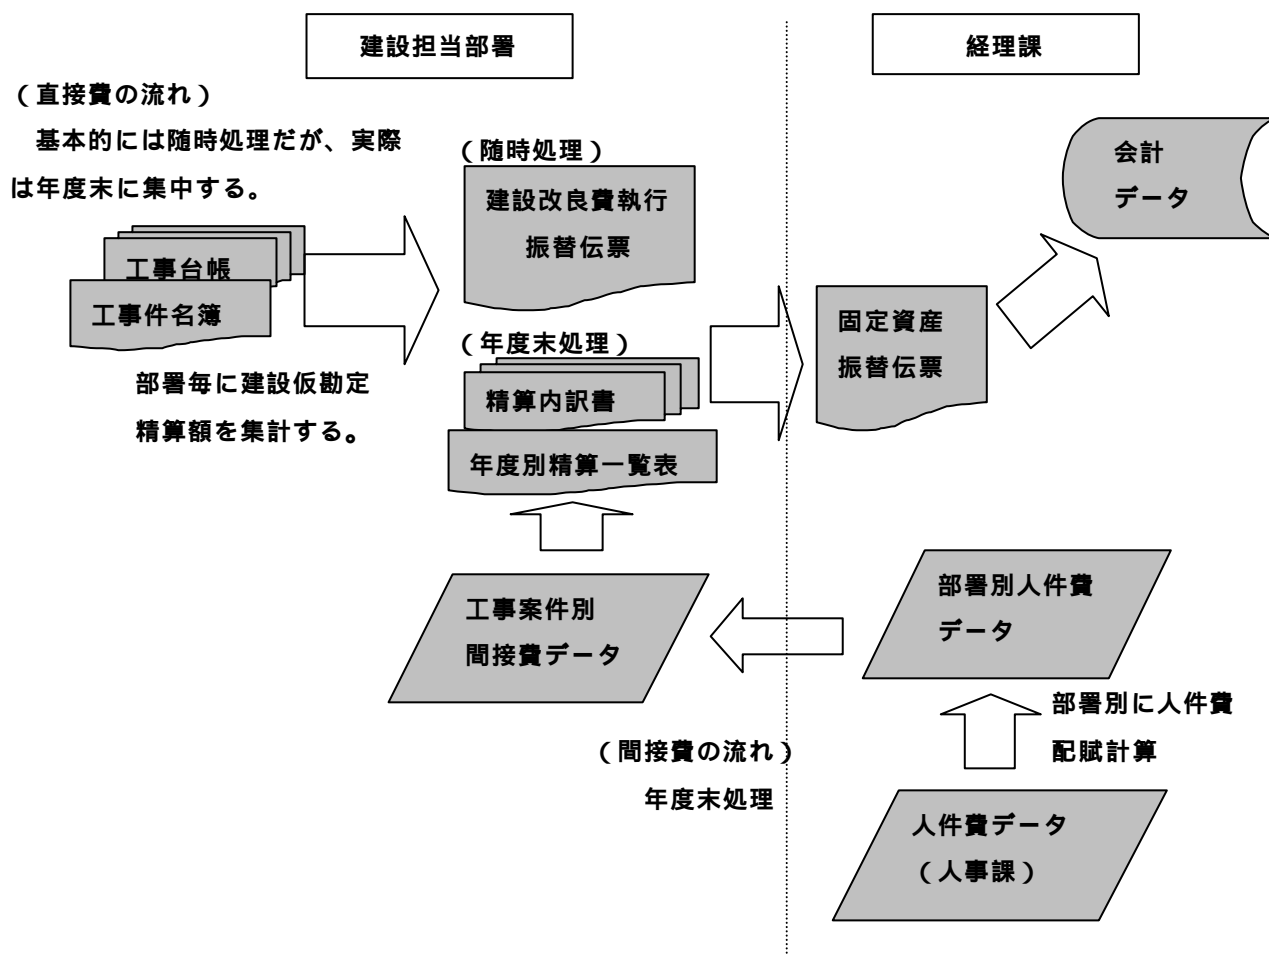 建設担当部署
経理課
（直接費の流れ）
基本的には随時処理だが、実際
は年度末に集中する。
（随時処理）
建設改良費執行
振替伝票
会計
データ
工事台帳
工事件名簿
部署毎に建設仮勘定
精算額を集計する。
（年度末処理）
精算内訳書
年度別精算一覧表
固定資産
振替伝票
工事案件別
間接費データ
部署別人件費
データ
部署別に人件費
配賦計算
（間接費の流れ）
年度末処理
人件費データ
（人事課）